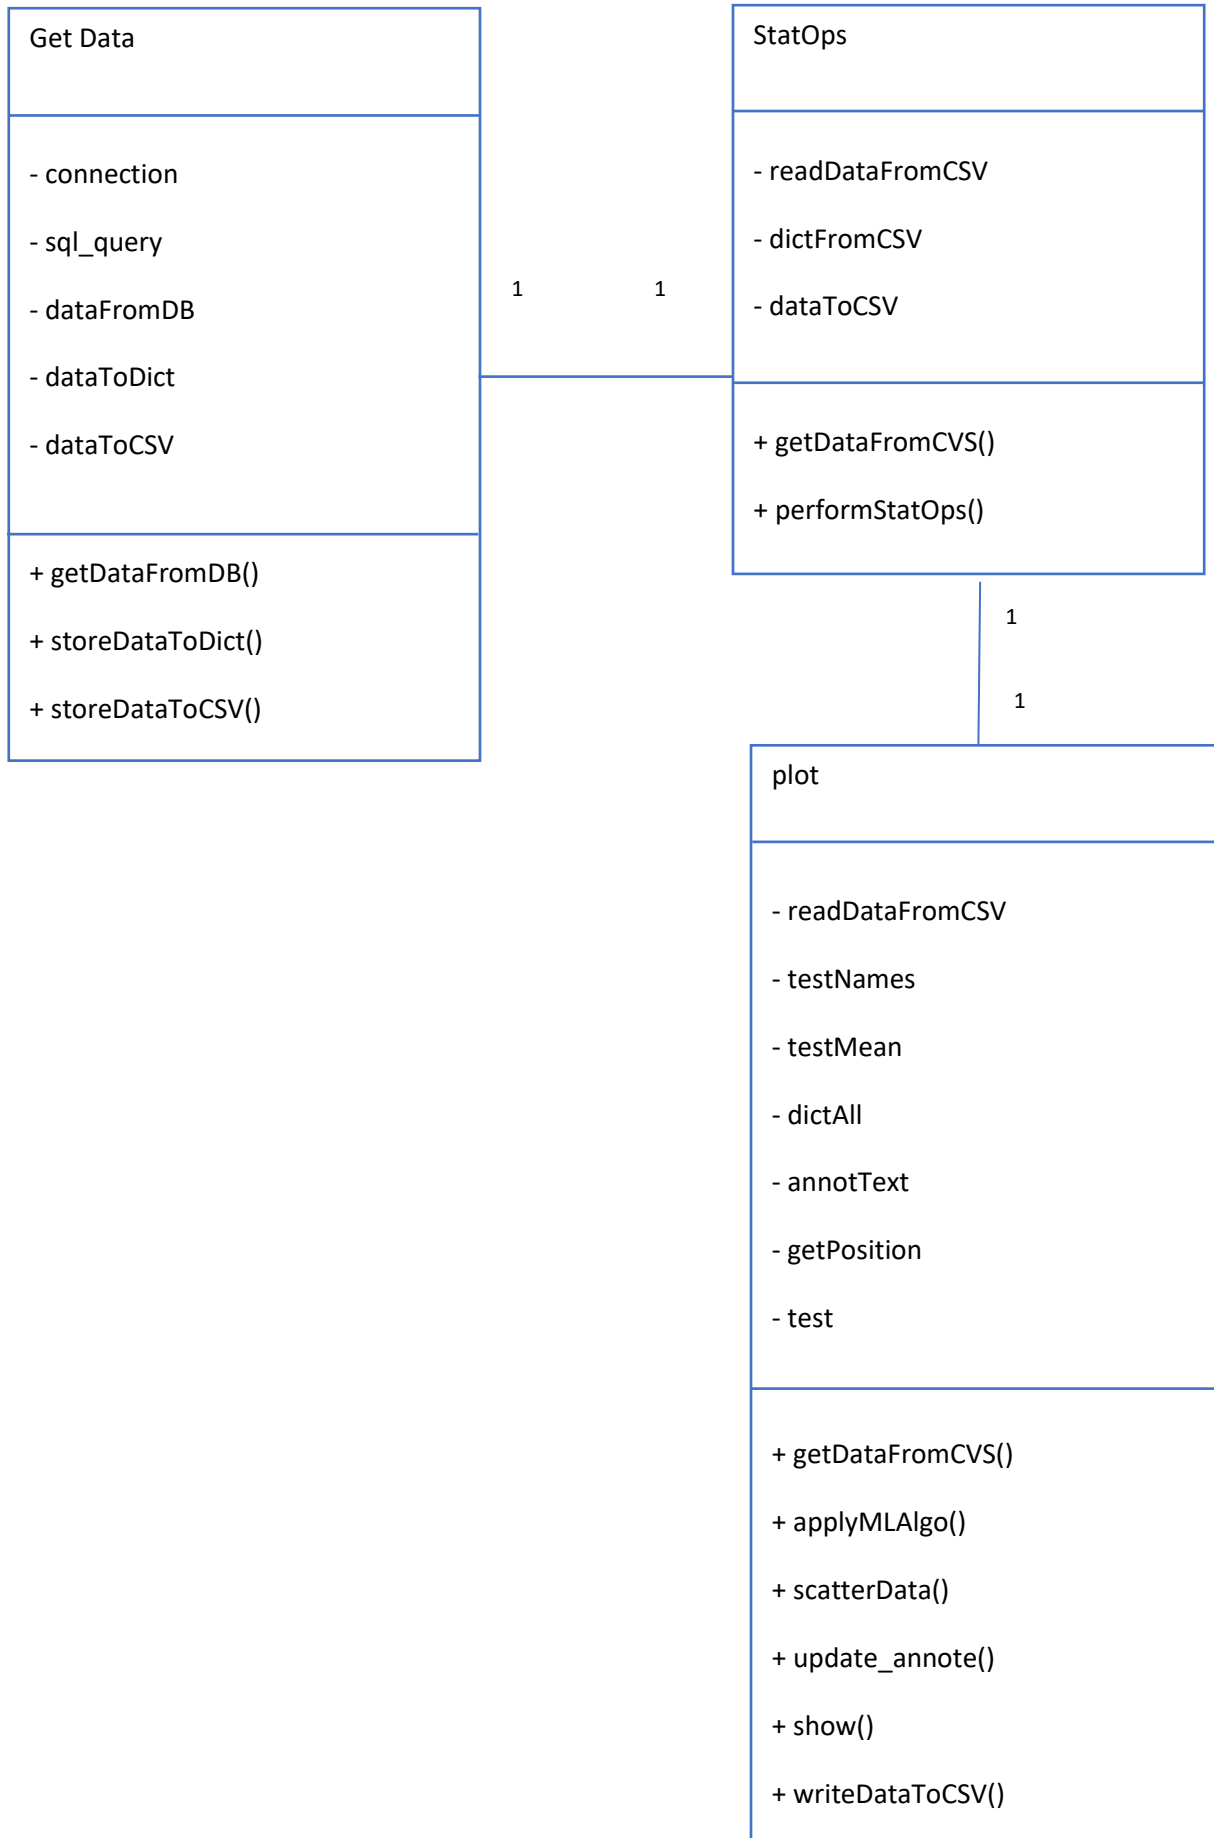 Get Data
- connection
- sql_query
- dataFromDB
- dataToDict
- dataToCSV
+ getDataFromDB()
+ storeDataToDict()
+ storeDataToCSV()
1
1
StatOps
- readDataFromCSV
- dictFromCSV
- dataToCSV
+ getDataFromCVS()
+ performStatOps()
1
1
plot
- readDataFromCSV
- testNames
- testMean
- dictAll
- annotText
- getPosition
- test
+ getDataFromCVS()
+ applyMLAlgo()
+ scatterData()
+ update_annote()
+ show()
+ writeDataToCSV()